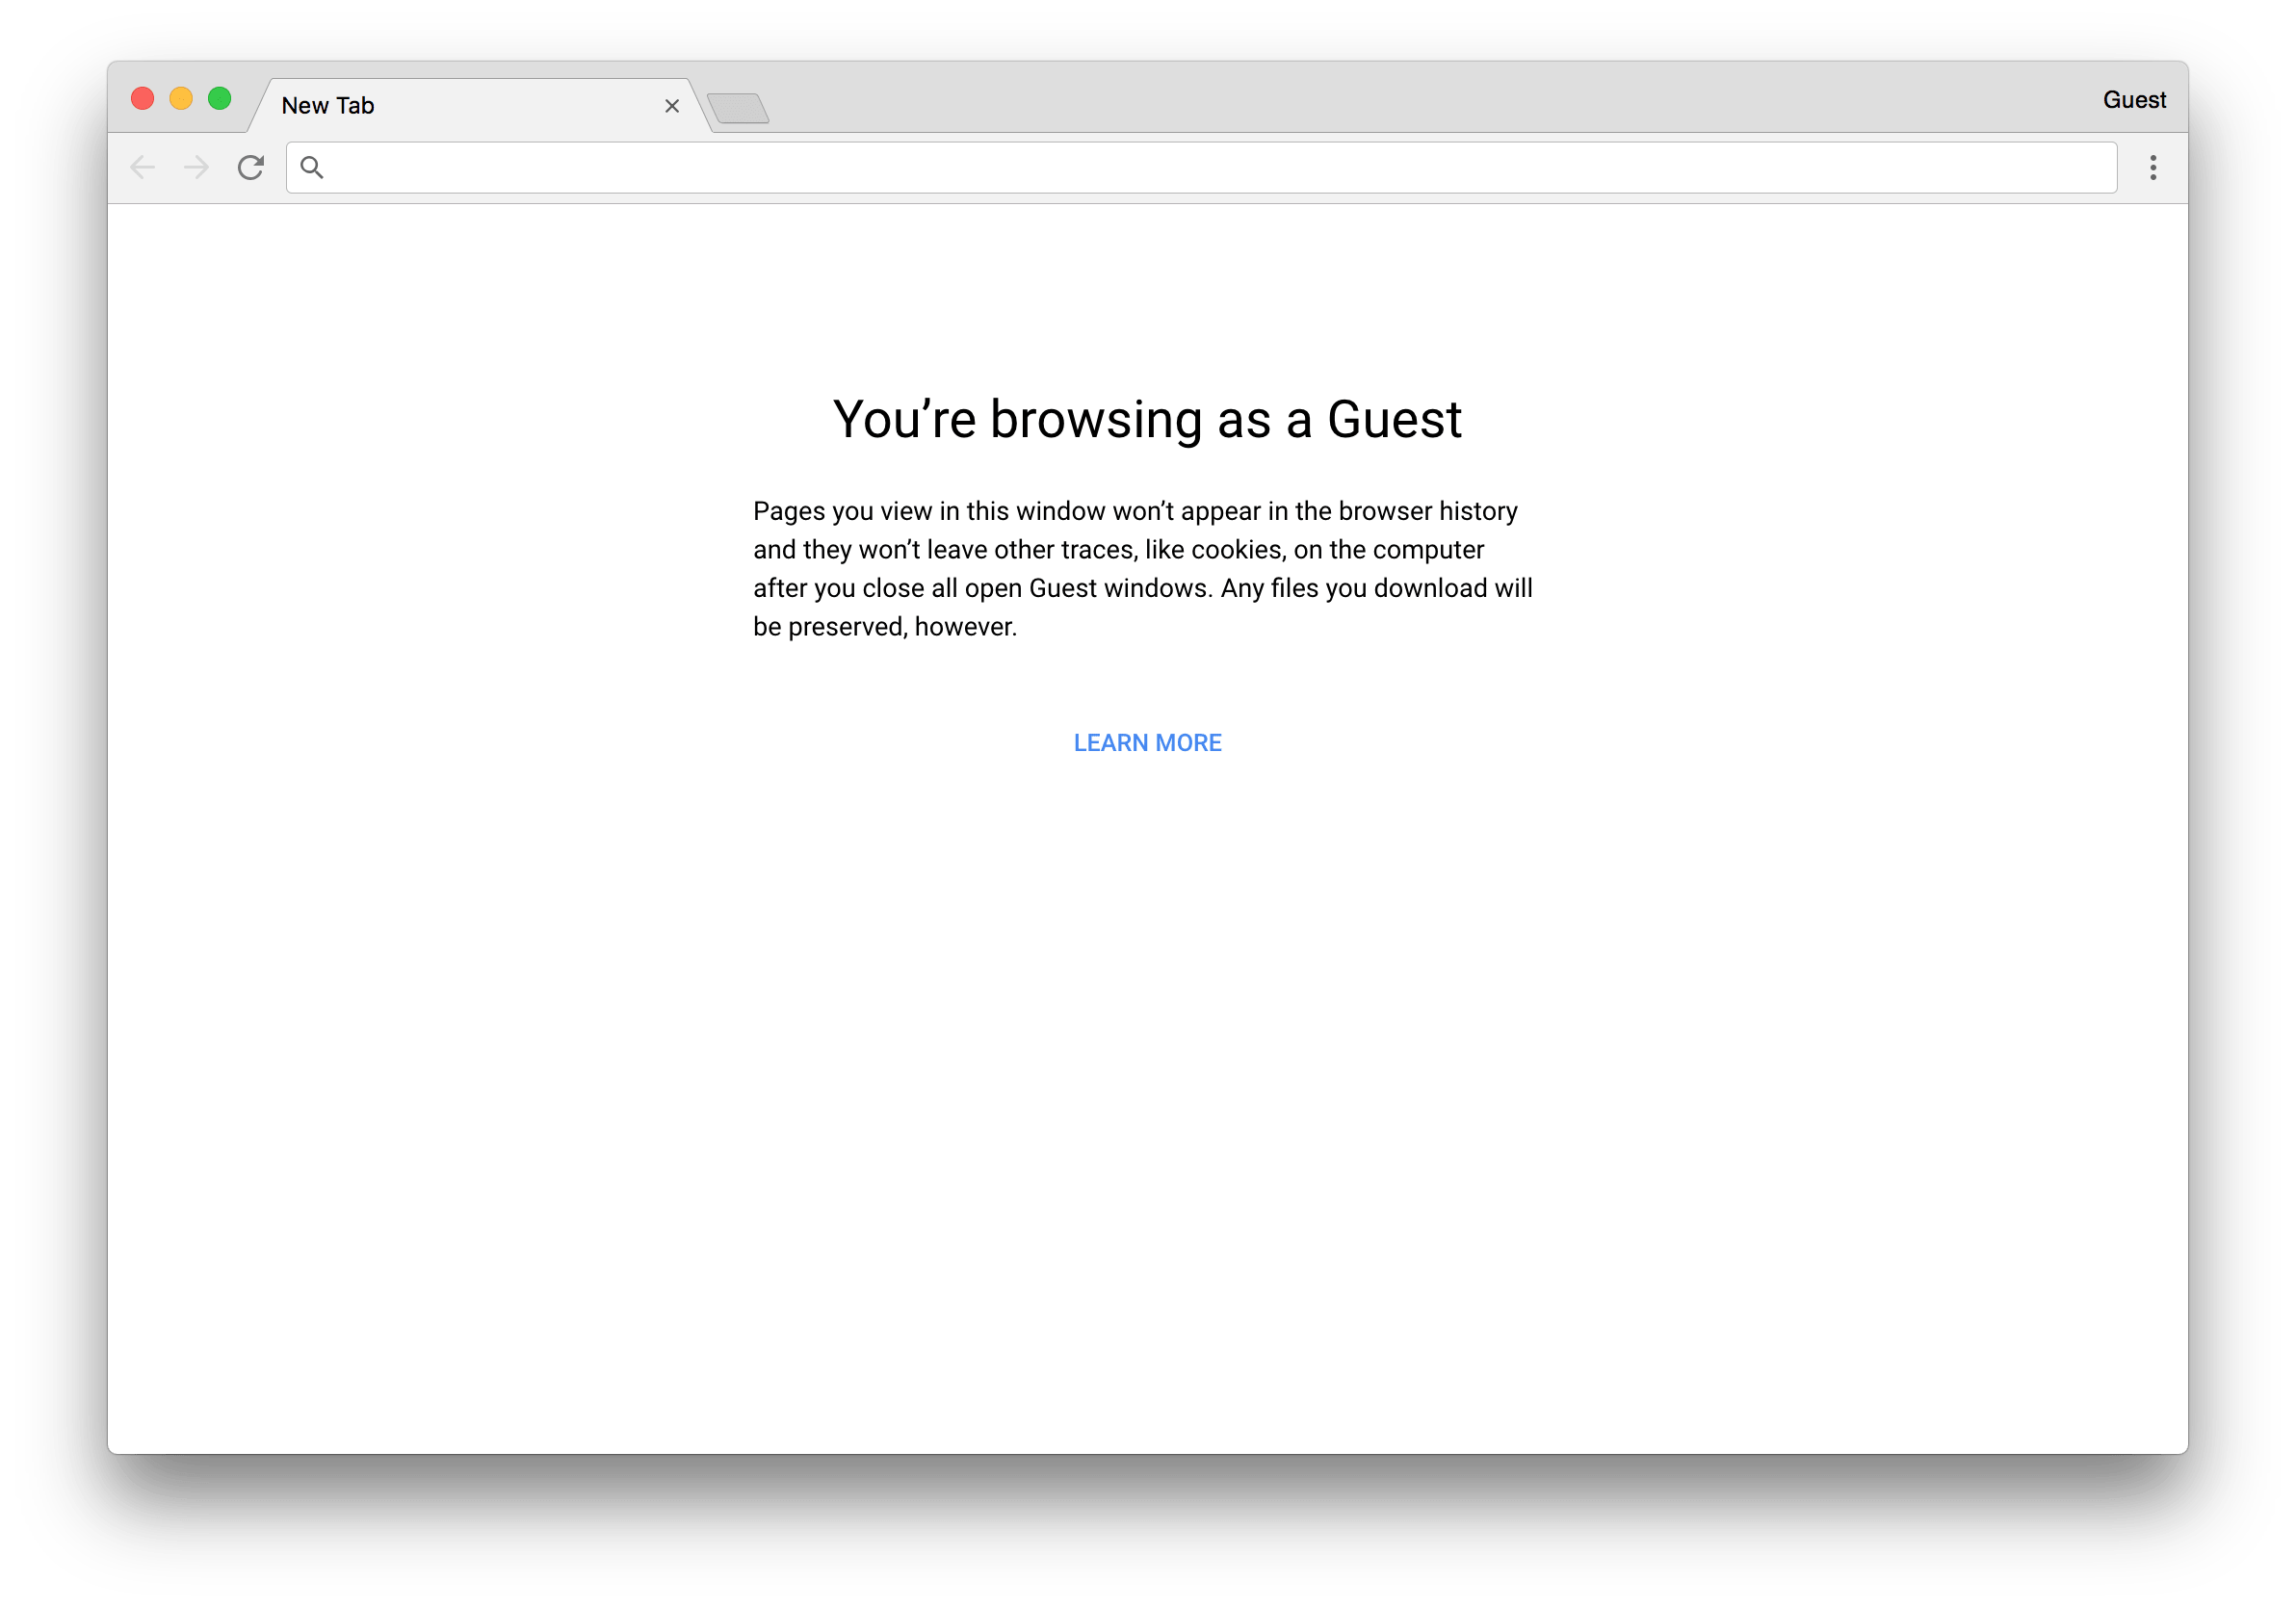 New Tab
Guest
You’re browsing as a Guest
Pages you view in this window won’t appear in the browser history
and they won’t leave other traces, like cookies, on the computer
after you close all open Guest windows. Any files you download will
be preserved, however.
LEARN MORE